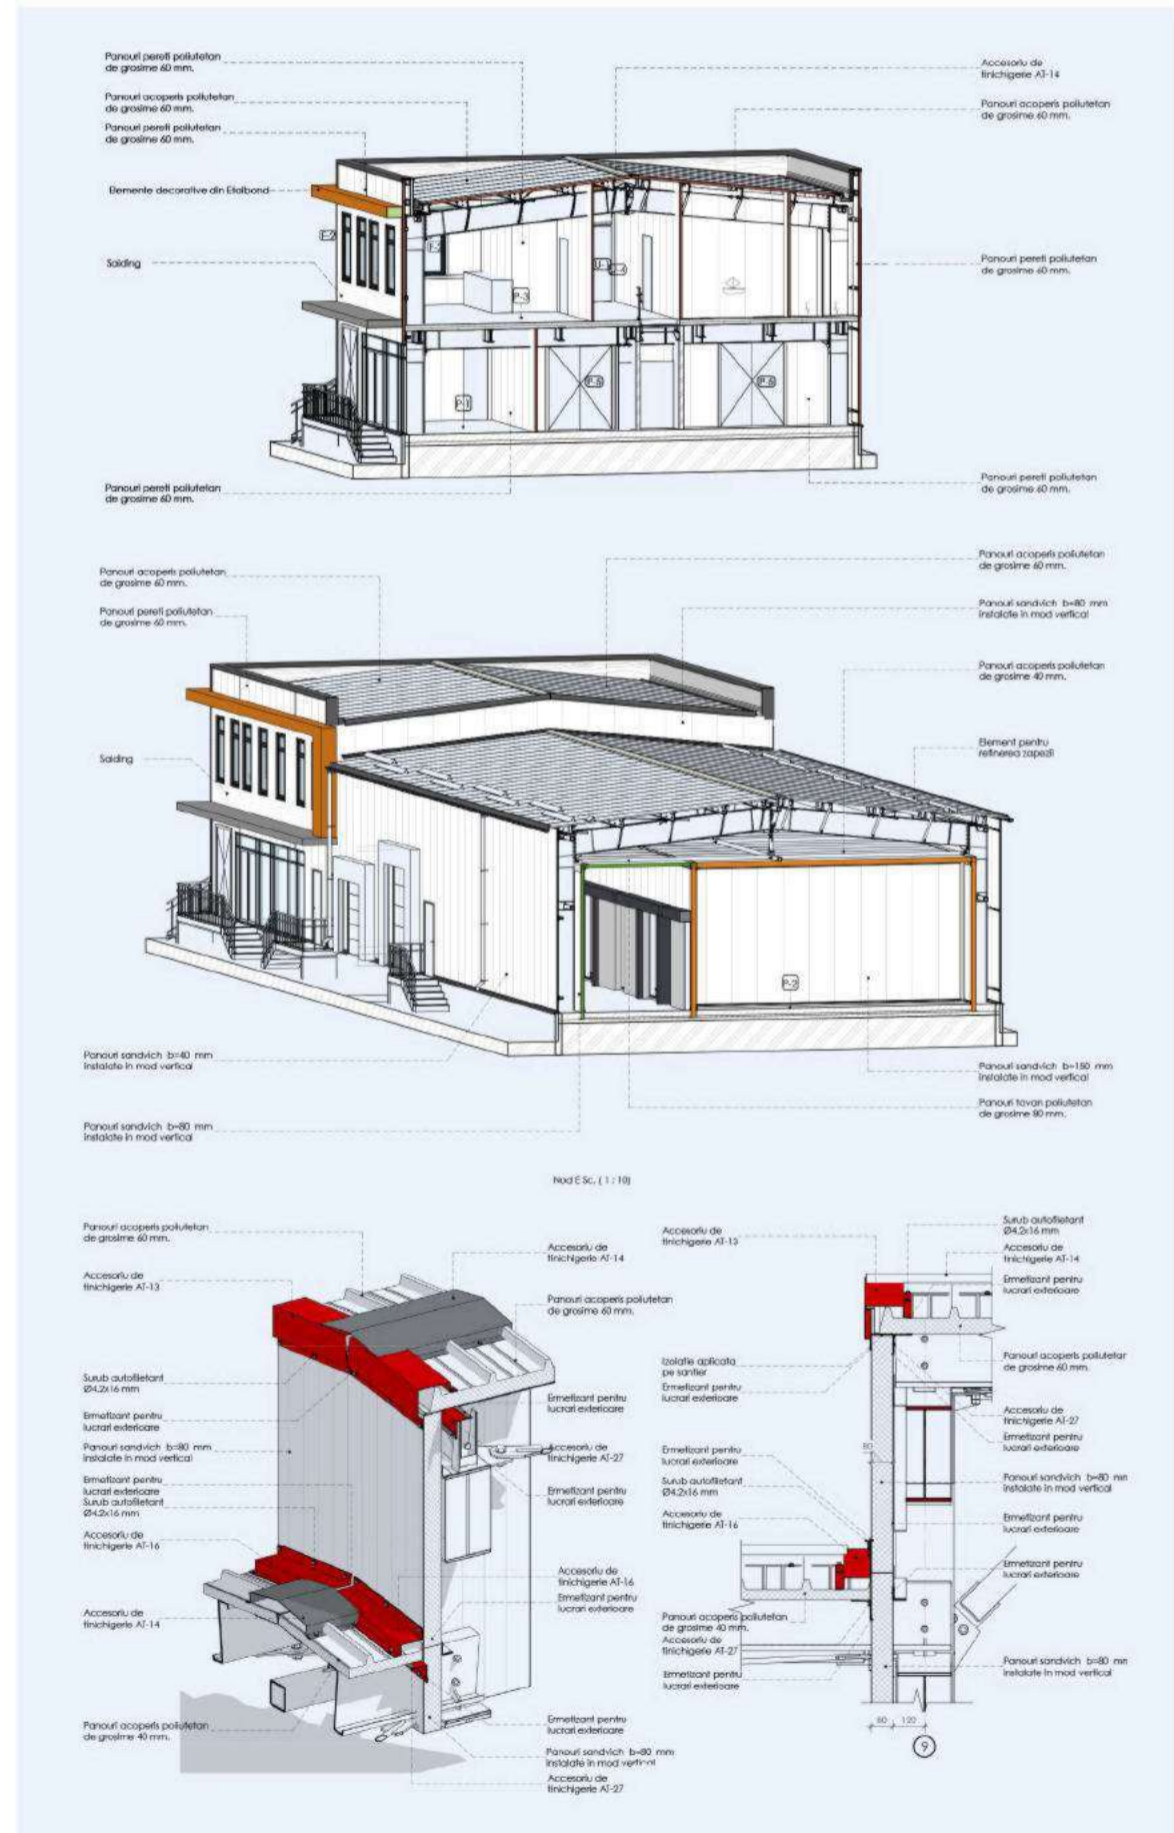 Panouri pereti poliutetan
de grosime 60 mm.
Panouri acoperis poliutetan
de grosime 60 mm.
Panouri pereti poliutetan
de grosime 60 mm.
Elemente decorative din Etalbond
Saiding
Accesoriu de
tinichigerie AT-14
Panouri acoperis poliutetan
de grosime 60 mm.
Panouri pereti poliutetan
de grosime 60 mm.
P-3
P-1
P-5
Panouri pereti poliutetan
de grosime 60 mm.
Panouri pereti poliutetan
de grosime 60 mm.
Panouri acoperis poliutetan
de grosime 60 mm.
Panouri pereti poliutetan
de grosime 60 mm.
Saiding
Panouri acoperis poliutetan
de grosime 60 mm.
Panouri sandvich b=80 mm
instalate in mod vertical
Panouri acoperis poliutetan
de grosime 40 mm.
Element pentru
retinerea zapezii
P-2
Panouri sandvich b=40 mm
instalate in mod vertical
Panouri sandvich b=80 mm
instalate in mod vertical
Panouri sandvich b=150 mm
instalate in mod vertical
Panouri tavan poliutetan
de grosime 80 mm.
Nod E Sc. ( 1 : 10)
Panouri acoperis poliutetan
de grosime 60 mm.
Accesoriu de
tinichigerie AT-13
Surub autofiletant
Ø4.2x16 mm
Ermetizant pentru
lucrari exterioare
Panouri sandvich b=80 mm
instalate in mod vertical
Ermetizant pentru
lucrari exterioare
Surub autofiletant
Ø4.2x16 mm
Accesoriu de
tinichigerie AT-16
Accesoriu de
tinichigerie AT-14
Panouri acoperis poliutetan
de grosime 40 mm.
Accesoriu de
tinichigerie AT-14
Panouri acoperis poliutetan
de grosime 60 mm.
Ermetizant pentru
lucrari exterioare
Accesoriu de
tinichigerie AT-27
Ermetizant pentru
lucrari exterioare
Accesoriu de
tinichigerie AT-16
Ermetizant pentru
lucrari exterioare
Ermetizant pentru
lucrari exterioare
Panouri sandvich b=80 mm
instalate in mod vertical
Accesoriu de
tinichigerie AT-27
Accesoriu de
tinichigerie AT-13
Izolatie aplicata
pe santier
Ermetizant pentru
lucrari exterioare
Ermetizant pentru
lucrari exterioare
Surub autofiletant
Ø4.2x16 mm
Accesoriu de
tinichigerie AT-16
Panouri acoperis poliutetan
de grosime 40 mm.
Accesoriu de
tinichigerie AT-27
Ermetizant pentru
lucrari exterioare
Surub autofiletant
Ø4.2x16 mm
Accesoriu de
tinichigerie AT-14
Ermetizant pentru
lucrari exterioare
Panouri acoperis poliutetar
de grosime 60 mm.
Accesoriu de
tinichigerie AT-27
Ermetizant pentru
lucrari exterioare
Panouri sandvich b=80 mn
instalate in mod vertical
Ermetizant pentru
lucrari exterioare
Ermetizant pentru
lucrari exterioare
Panouri sandvich b=80 mn
instalate in mod vertical
80
80 120
9